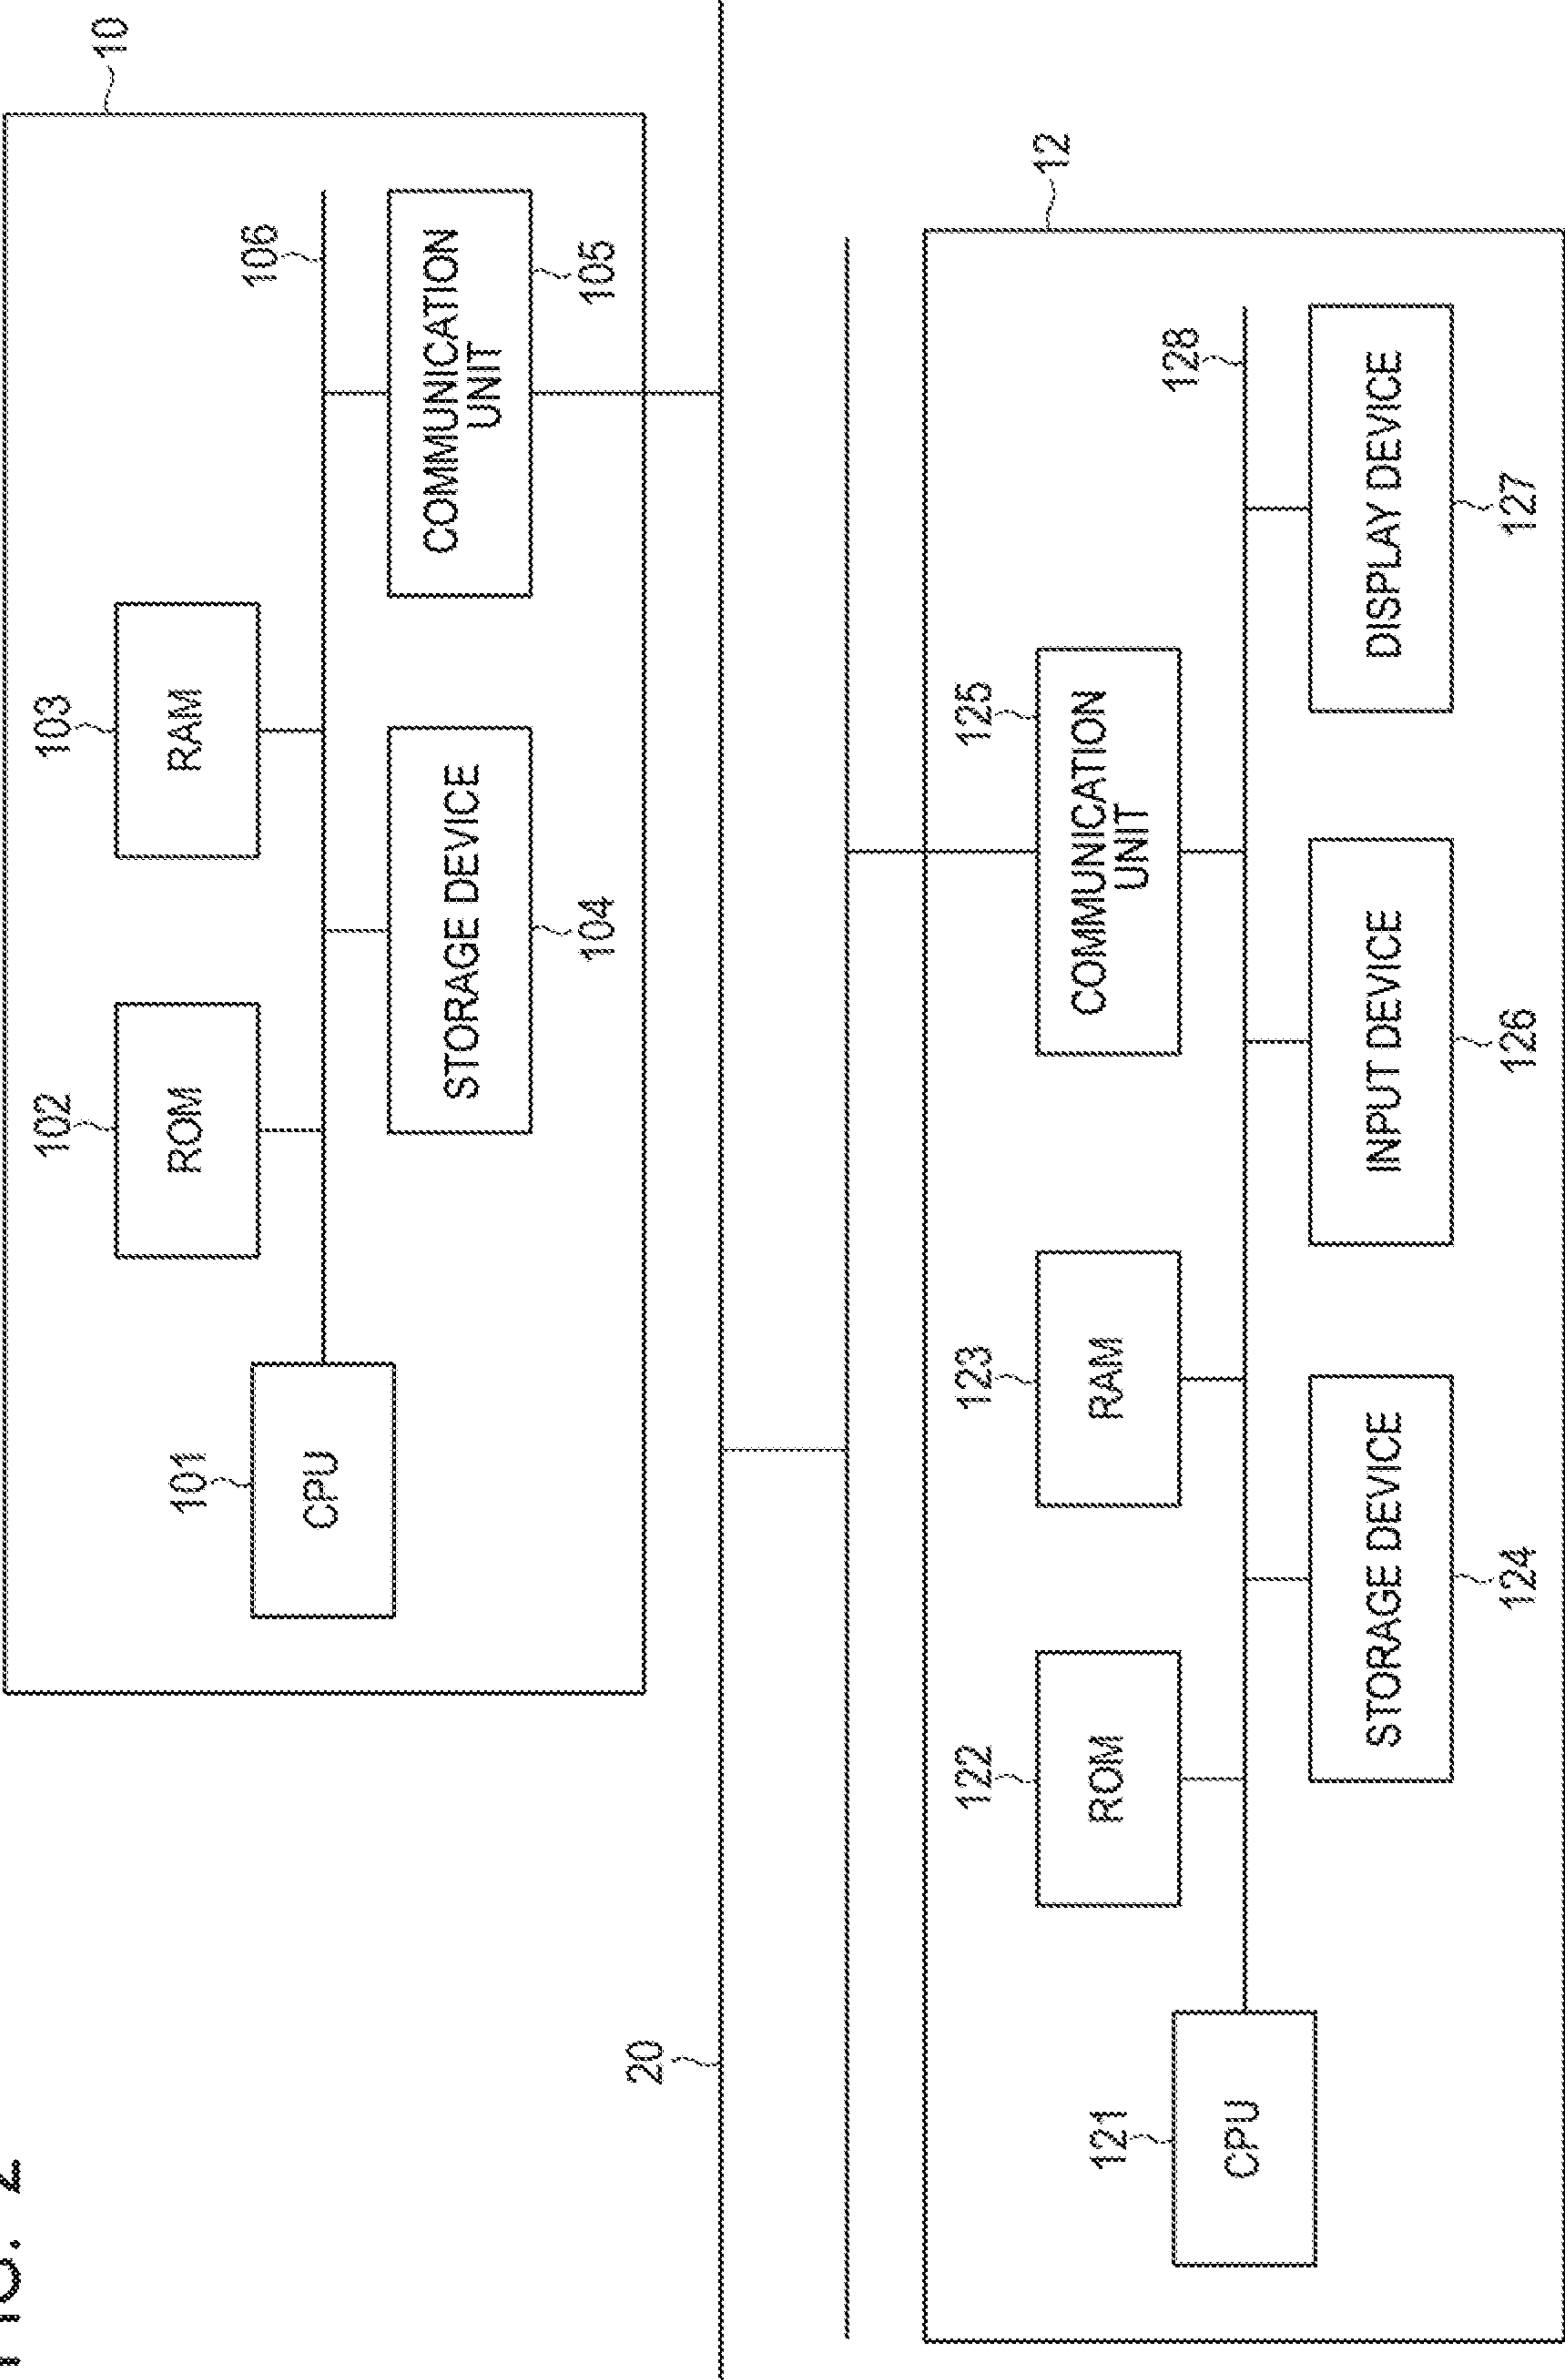 FIG. 2
10
106
103
RAM
102
ROM
101
CPU
COMMUNICATION
UNIT
105
STORAGE DEVICE
104
20
12
128
125
COMMUNICATION
UNIT
123
RAM
122
ROM
121
CPU
DISPLAY DEVICE
127
INPUT DEVICE
126
STORAGE DEVICE
124